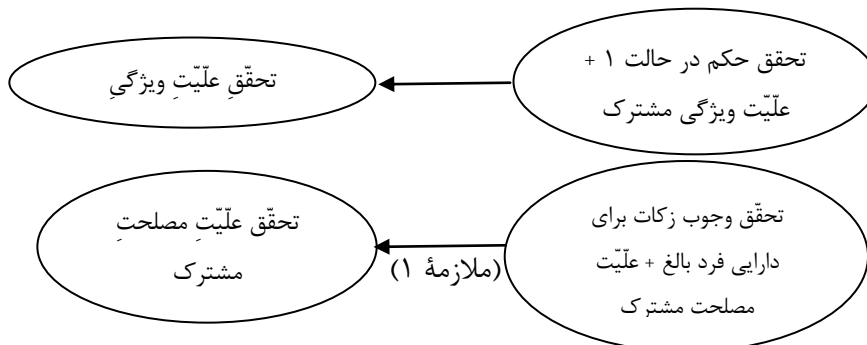 تحقق حکم در حالت ۱ +
علّیّت ویژگی مشترک
تحقّقِ علّیّتِ ویژگیِ
تحقّق وجوب زکات برای
دارایی فرد بالغ + علّیّت
مصلحت مشترک
(ملازمهٔ ۱)
تحقّق علّیّتِ مصلحتِ
مشترک